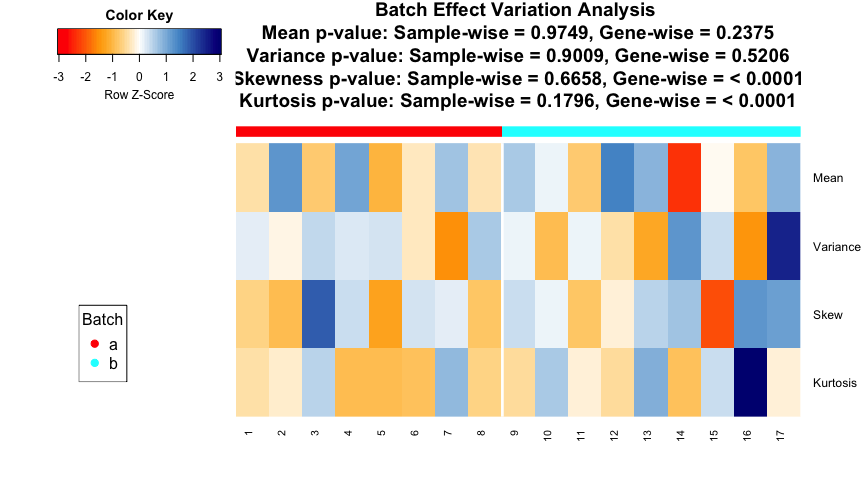 Batch Effect Variation Analysis
Mean p-value: Sample-wise = 0.9749, Gene-wise = 0.2375
Variance p-value: Sample-wise = 0.9009, Gene-wise = 0.5206
Skewness p-value: Sample-wise = 0.6658, Gene-wise = < 0.0001
Kurtosis p-value: Sample-wise = 0.1796, Gene-wise = < 0.0001
Color Key
-3 -2 -1 0 1 2 3
Row Z-Score
Mean
Variance
Skew
Kurtosis
Batch
a
b
1 2 3 4 5 6 7 8 9 10 11 12 13 14 15 16 17